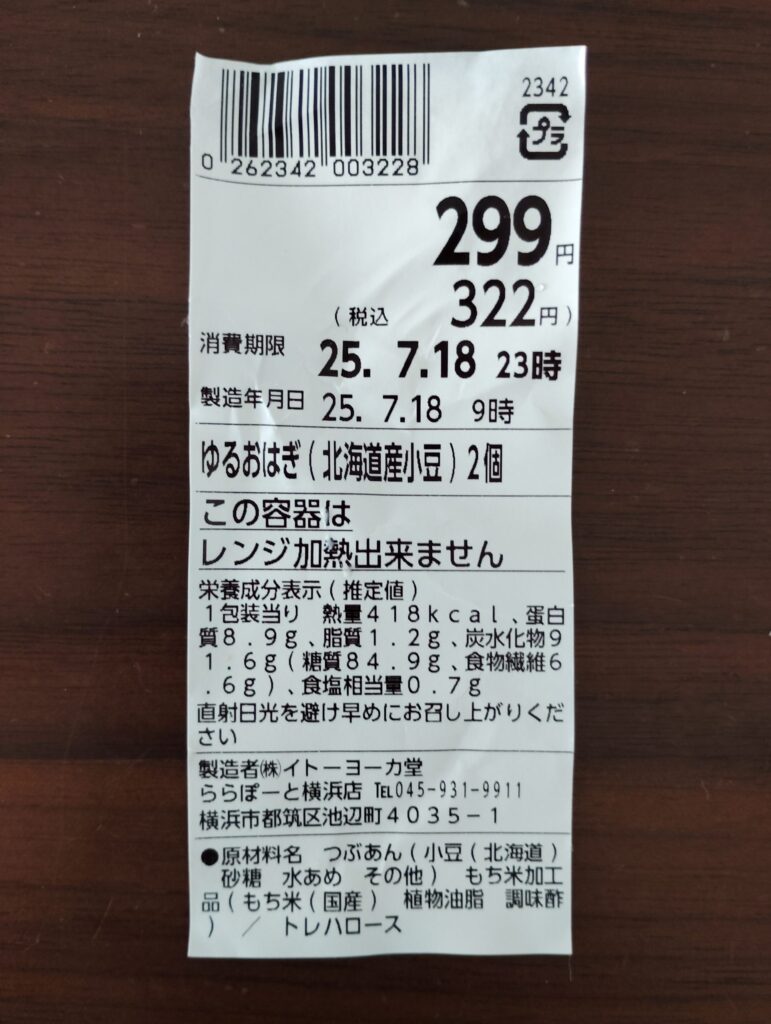 2342
プラ
0 262342 003228
299円
(税込 322円)
消費期限 25. 7.18 23時
製造年月日 25. 7.18 9時
ゆるおはぎ(北海道産小豆)2個
この容器は
レンジ加熱出来ません
栄養成分表示(推定値)
1包装当り 熱量418kcal、蛋白
質8.9g、脂質1.2g、炭水化物9
1.6g(糖質84.9g、食物繊維6
.6g)、食塩相当量0.7g
直射日光を避け早めにお召し上がりくだ
さい
製造者㈱イトーヨーカ堂
ららぽーと横浜店 ℡045-931-9911
横浜市都筑区池辺町4035-1
●原材料名 つぶあん(小豆(北海道)
砂糖 水あめ その他) もち米加工
品(もち米(国産) 植物油脂 調味酢
) / トレハロース